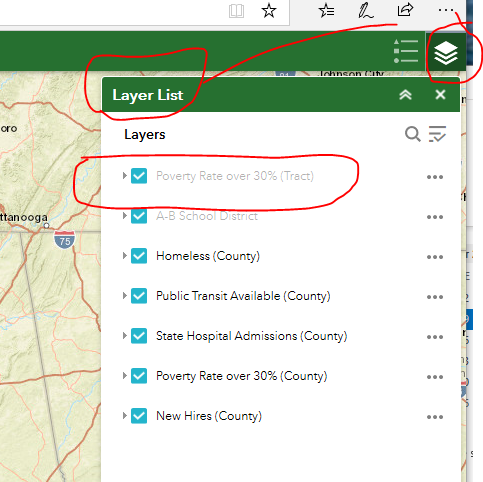 Johnson City
Layer List
oro
Layers
Poverty Rate over 30% (Tract)
ttanooga
A-B School District
75
Homeless (County)
Public Transit Available (County)
State Hospital Admissions (County)
Poverty Rate over 30% (County)
New Hires (County)